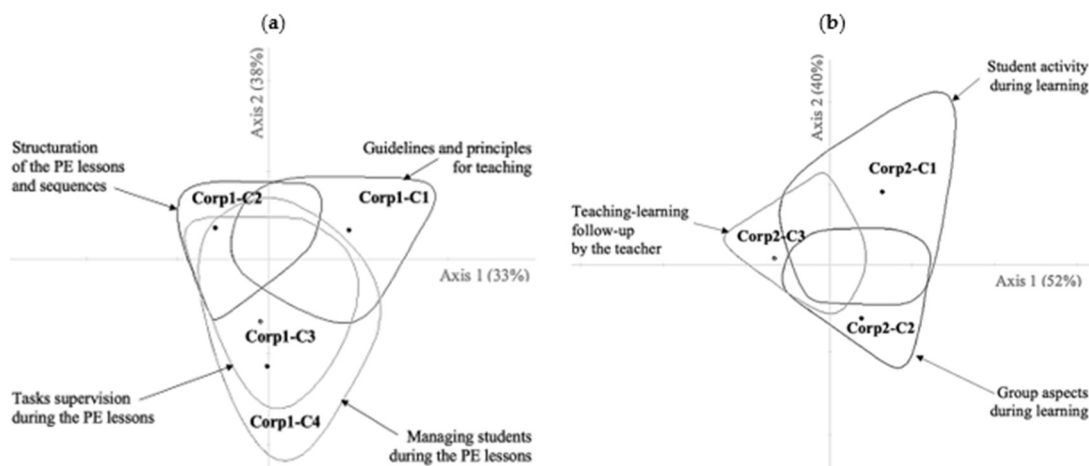 (a)
Axis 2 (38%)
Structuration
of the PE lessons
and sequences
Guidelines and principles
for teaching
Corp1-C2
Corp1-C1
Axis 1 (33%)
Corp1-C3
Tasks supervision
during the PE lessons
Corp1-C4
Managing students
during the PE lessons
(b)
Axis 2 (40%)
Student activity
during learning
Corp2-C1
Teaching-learning
follow-up
by the teacher
Corp2-C3
Axis 1 (52%)
Corp2-C2
Group aspects
during learning